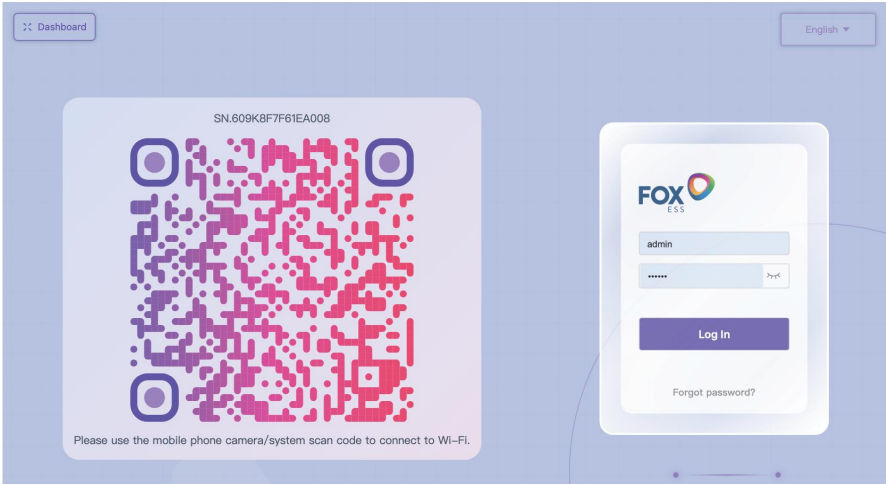 Dashboard
English
SN.609K8F7F61EA008
Please use the mobile phone camera/system scan code to connect to Wi-Fi.
FOX
ESS
admin
••••••
Log In
Forgot password?